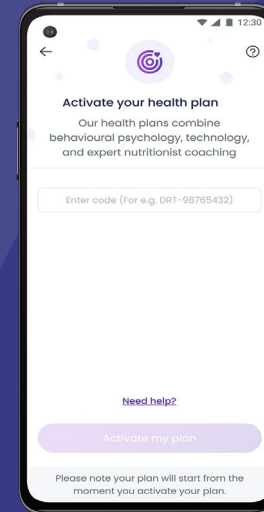 12:30
Activate your health plan
Our health plans combine
behavioural psychology, technology,
and expert nutritionist coaching
Enter code (For e.g. DRT-98765432)
Need help?
Activate my plan
Please note your plan will start from the
moment you activate your plan.